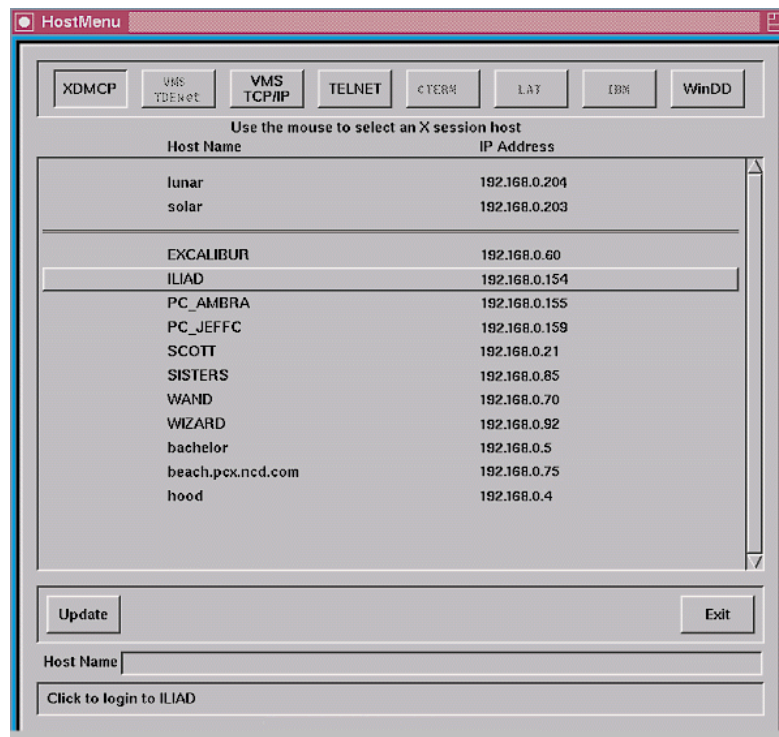 HostMenu
XDMCP VMS TDENet VMS TCP/IP TELNET CTERM LAT IBM WinDD
Use the mouse to select an X session host
Host Name IP Address
lunar 192.168.0.204
solar 192.168.0.203
EXCALIBUR 192.168.0.60
ILIAD 192.168.0.154
PC_AMBRA 192.168.0.155
PC_JEFFC 192.168.0.159
SCOTT 192.168.0.21
SISTERS 192.168.0.85
WAND 192.168.0.70
WIZARD 192.168.0.92
bachelor 192.168.0.5
beach.pcx.ncd.com 192.168.0.75
hood 192.168.0.4
Update Exit
Host Name
Click to login to ILIAD